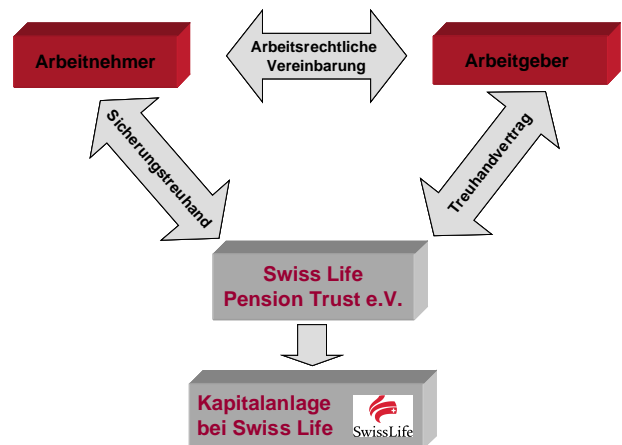 Arbeitnehmer
Arbeitsrechtliche
Vereinbarung
Arbeitgeber
Sicherungstreuhand
Treuhandvertrag
Swiss Life
Pension Trust e.V.
Kapitalanlage
bei Swiss Life
SwissLife